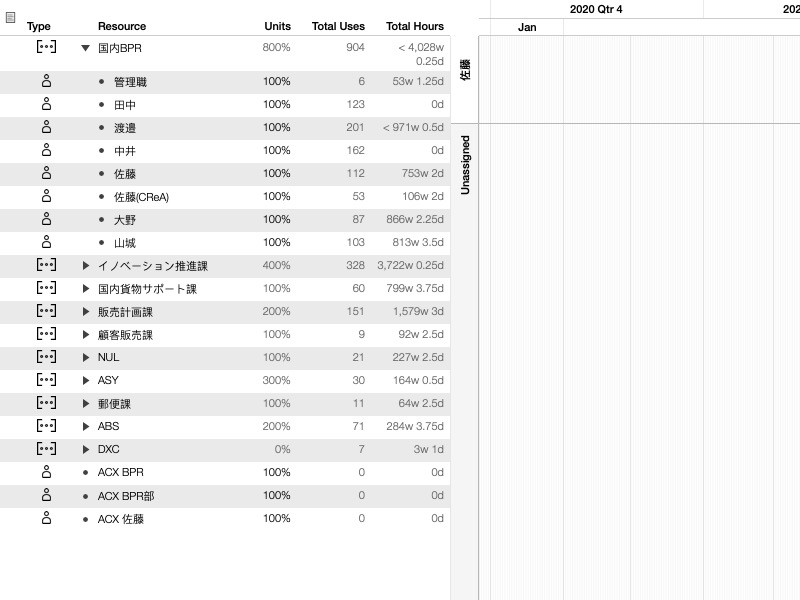 2020 Qtr 4 202
Type Resource Units Total Uses Total Hours Jan
国内BPR 800% 904 < 4,028w
0.25d
佐藤
管理職 100% 6 53w 1.25d
田中 100% 123 0d
渡邉 100% 201 < 971w 0.5d
中井 100% 162 0d
Unassigned
佐藤 100% 112 753w 2d
佐藤(CReA) 100% 53 106w 2d
大野 100% 87 866w 2.25d
山城 100% 103 813w 3.5d
イノベーション推進課 400% 328 3,722w 0.25d
国内貨物サポート課 100% 60 799w 3.75d
販売計画課 200% 151 1,579w 3d
顧客販売課 100% 9 92w 2.5d
NUL 100% 21 227w 2.5d
ASY 300% 30 164w 0.5d
郵便課 100% 11 64w 2.5d
ABS 200% 71 284w 3.75d
DXC 0% 7 3w 1d
ACX BPR 100% 0 0d
ACX BPR部 100% 0 0d
ACX 佐藤 100% 0 0d